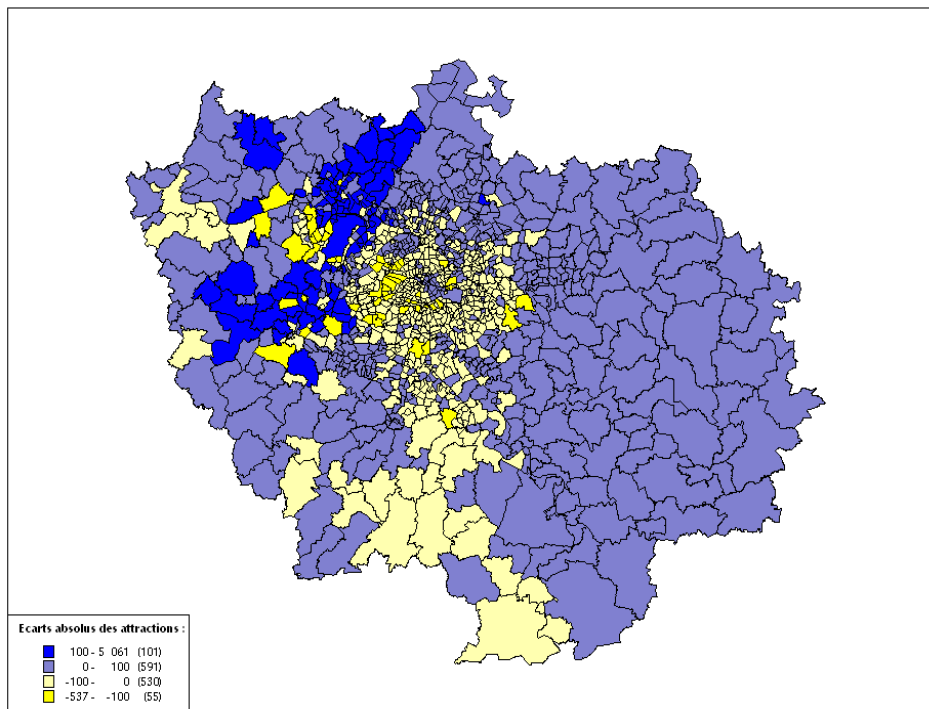 Ecarts absolus des attractions :
100 - 5 061 (101)
0 - 100 (591)
-100 - 0 (530)
-537 - -100 (55)